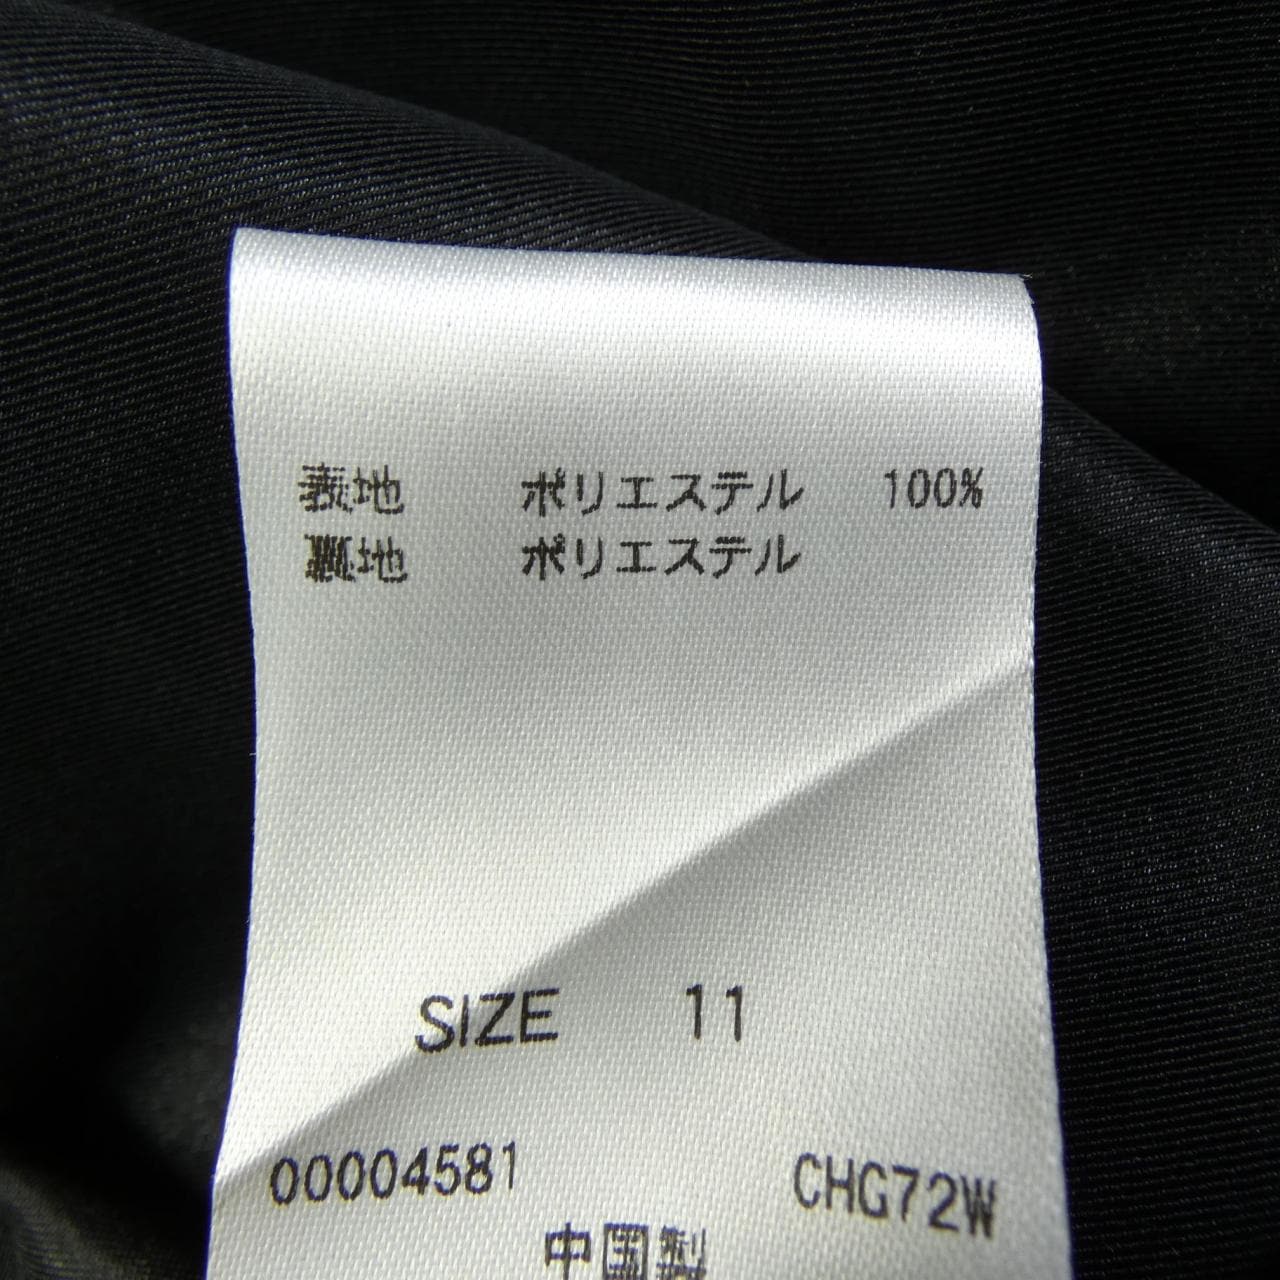 表地 ポリエステル 100%
裏地 ポリエステル
SIZE 11
00004581 CHG72W
中国製